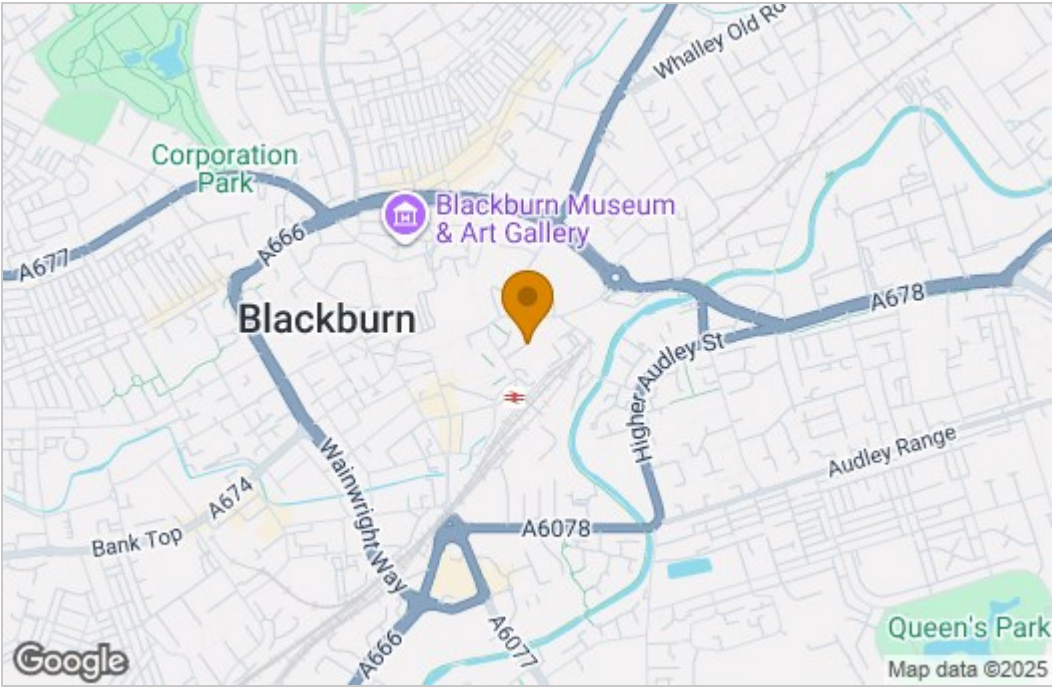 Whalley Old Rd
Corporation
Park
Blackburn Museum
& Art Gallery
A677
A666
Blackburn
A678
Higher Audley St
Audley Range
Wainwright Way
A674
Bank Top
A6078
A666
A6077
Queen's Park
Google
Map data ©2025